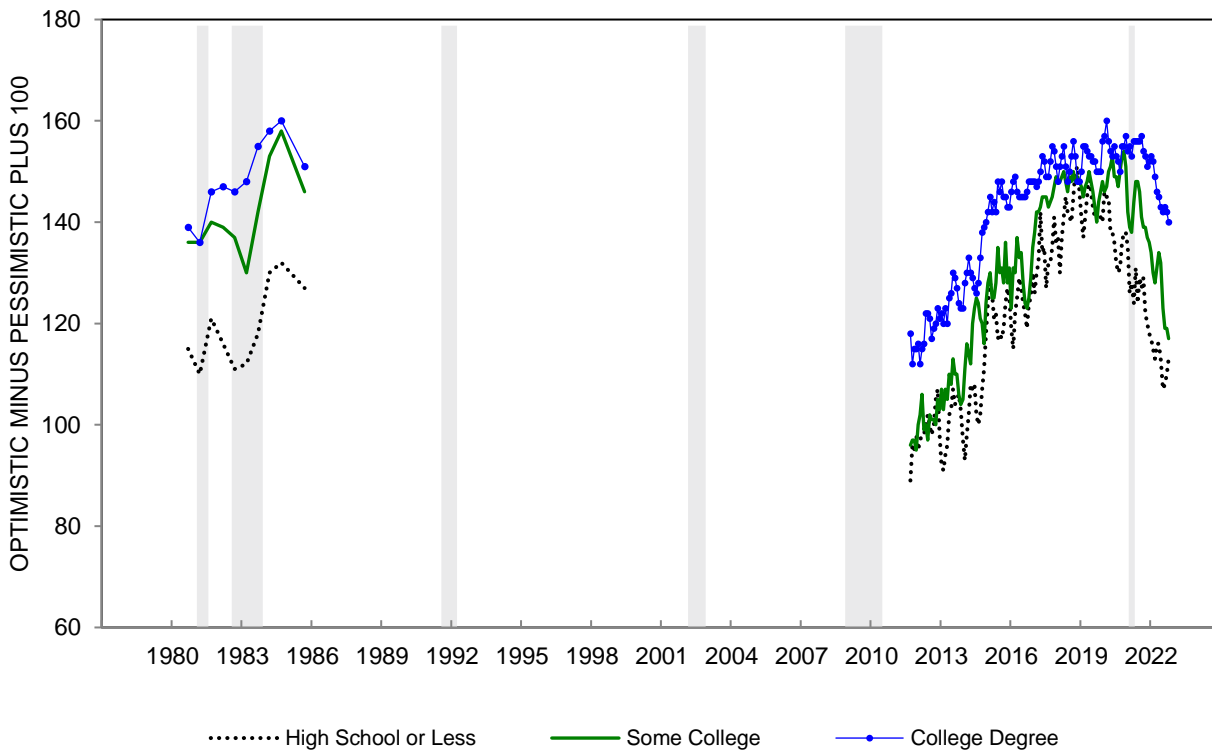 OPTIMISTIC MINUS PESSIMISTIC PLUS 100
180
160
140
120
100
80
60
1980 1983 1986 1989 1992 1995 1998 2001 2004 2007 2010 2013 2016 2019 2022
High School or Less Some College College Degree